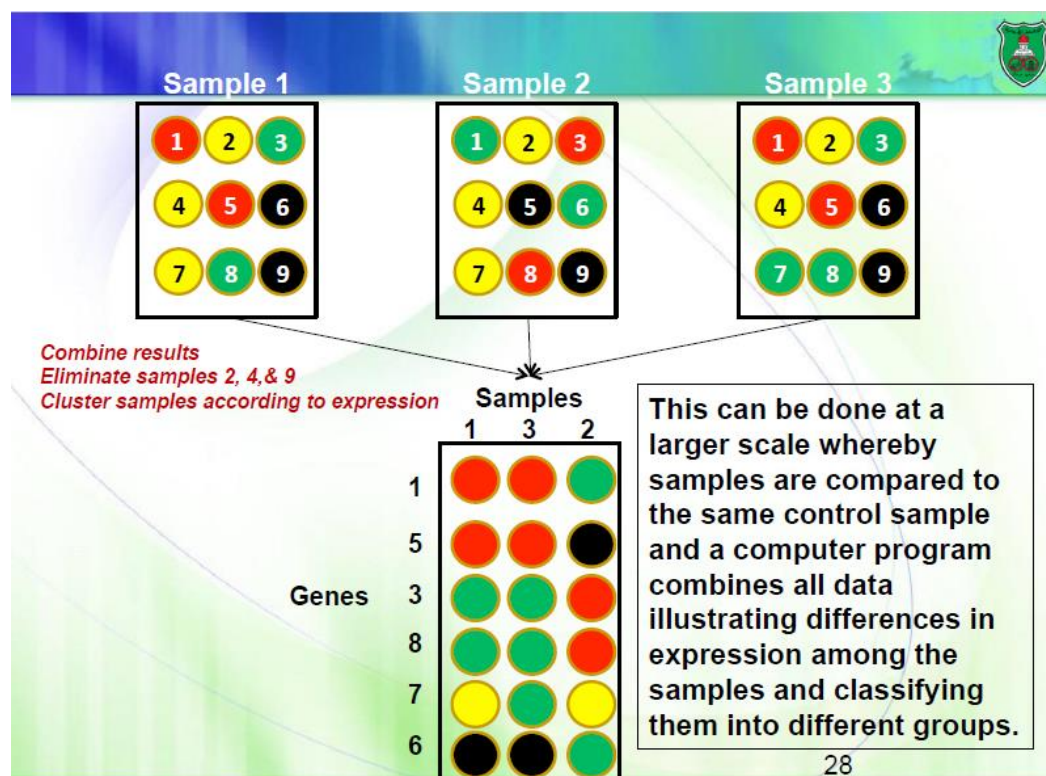 Sample 1
Sample 2
Sample 3
1 2 3
4 5 6
7 8 9
1 2 3
4 5 6
7 8 9
1 2 3
4 5 6
7 8 9
Combine results
Eliminate samples 2, 4,& 9
Cluster samples according to expression
Samples
1 3 2
Genes
1
5
3
8
7
6
This can be done at a
larger scale whereby
samples are compared to
the same control sample
and a computer program
combines all data
illustrating differences in
expression among the
samples and classifying
them into different groups.
28